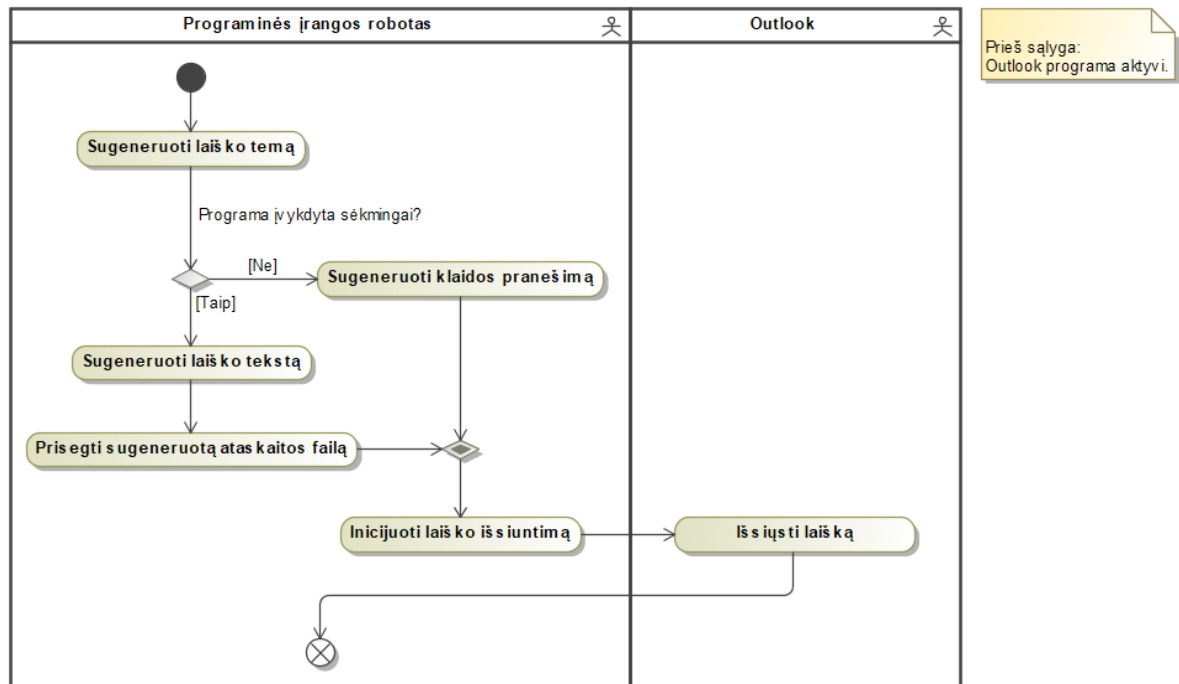 Programinės įrangos robotas
Outlook
Prieš sąlyga:
Outlook programa aktyvi.
Sugeneruoti laiško temą
Programa įvykdyta sėkmingai?
[Ne]
Sugeneruoti klaidos pranešimą
[Taip]
Sugeneruoti laiško tekstą
Prisegti sugeneruotą ataskaitos failą
Inicijuoti laiško išsiuntimą
Išsiųsti laišką